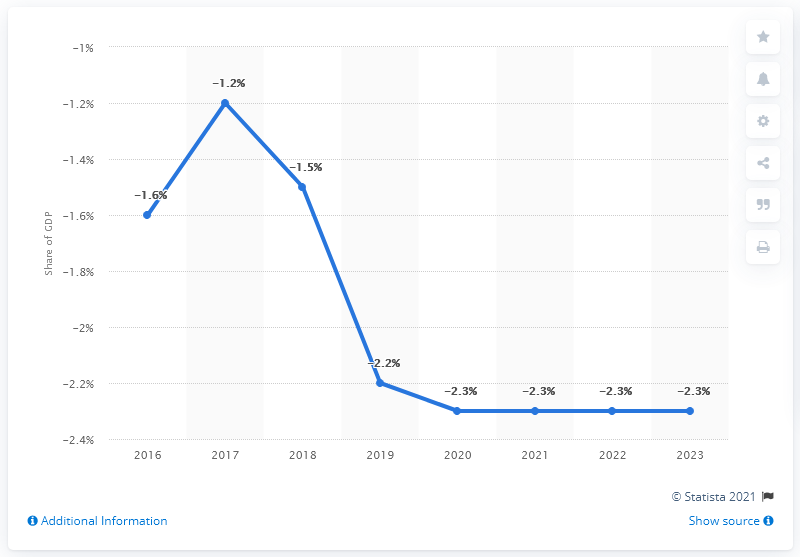 −1%
−1.2%
−1.2%
−1.4%
−1.5%
−1.6%
−1.6%
Share of GDP
−1.8%
−2%
−2.2%
−2.2%
−2.3% −2.3% −2.3% −2.3%
−2.4%
2016 2017 2018 2019 2020 2021 2022 2023
© Statista 2021
Additional Information Show source